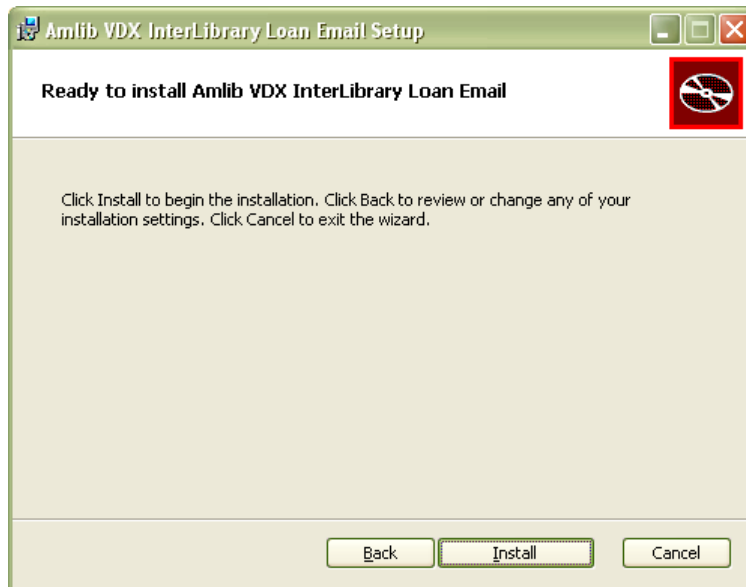 Amlib VDX InterLibrary Loan Email Setup
Ready to install Amlib VDX InterLibrary Loan Email
Click Install to begin the installation. Click Back to review or change any of your
installation settings. Click Cancel to exit the wizard.
Back Install Cancel